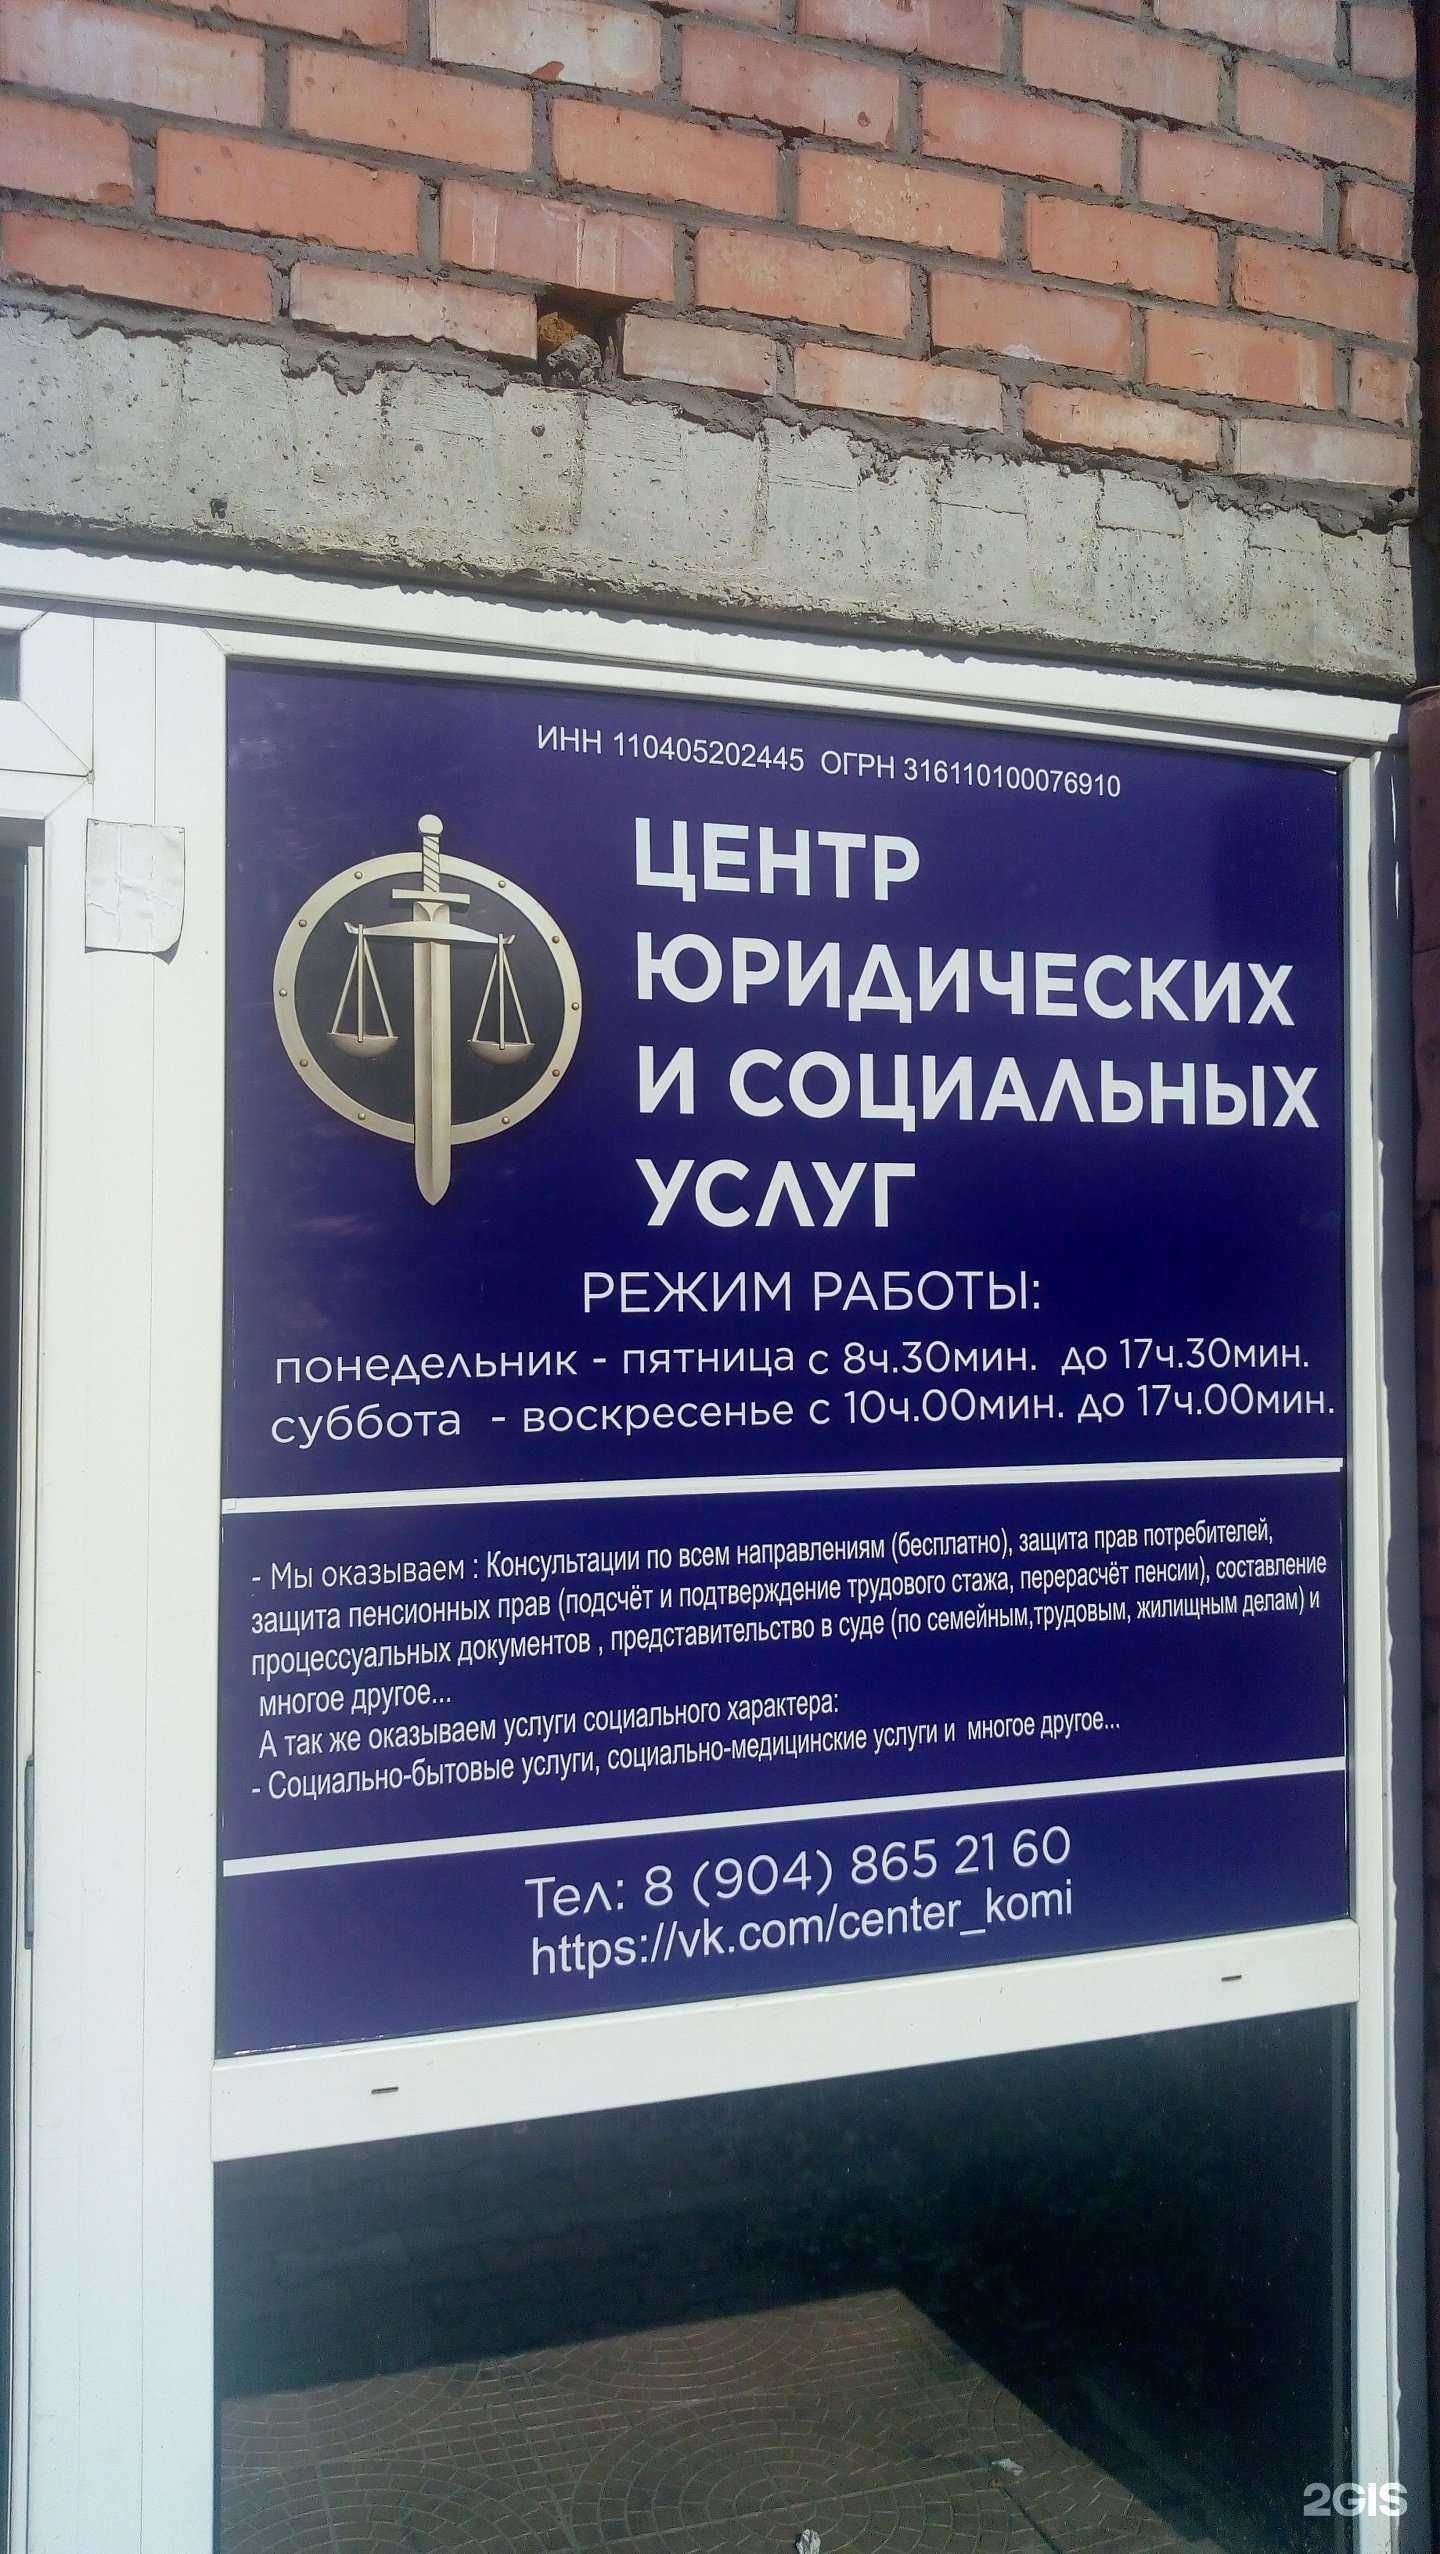 ИНН 110405202445 ОГРН 316110100076910
ЦЕНТР
ЮРИДИЧЕСКИХ
И СОЦИАЛЬНЫХ
УСЛУГ
РЕЖИМ РАБОТЫ:
понедельник - пятница с 8ч.30мин. до 17ч.30мин.
суббота - воскресенье с 10ч.00мин. до 17ч.00мин.
- Мы оказываем : Консультации по всем направлениям (бесплатно), защита прав потребителей,
защита пенсионных прав (подсчёт и подтверждение трудового стажа, перерасчёт пенсии), составление
процессуальных документов , представительство в суде (по семейным,трудовым, жилищным делам) и
многое другое...
А так же оказываем услуги социального характера:
- Социально-бытовые услуги, социально-медицинские услуги и многое другое...
Тел: 8 (904) 865 21 60
https://vk.com/center_komi
2GIS